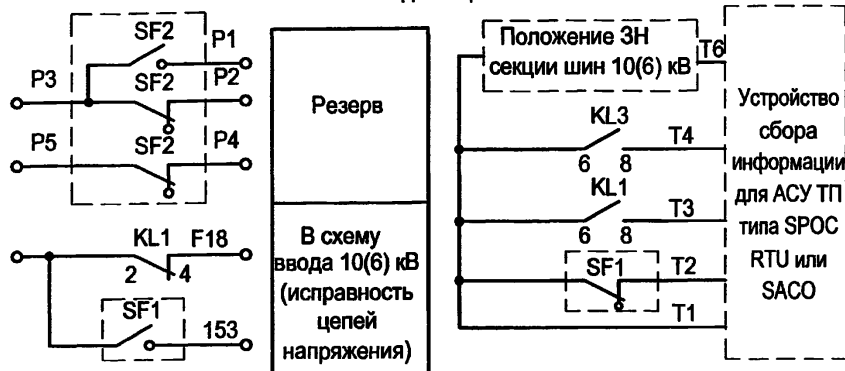 SF2
P1
P3
SF2
P2
P5
SF2
P4
Резерв
KL1
F18
2
4
SF1
153
В схему
ввода 10(6) кВ
(исправность
цепей
напряжения)
Положение ЗН
секции шин 10(6) кВ
T6
KL3
T4
6
8
KL1
T3
6
8
SF1
T2
T1
Устройство
сбора
информации
для АСУ ТП
типа SPOC
RTU или
SACO